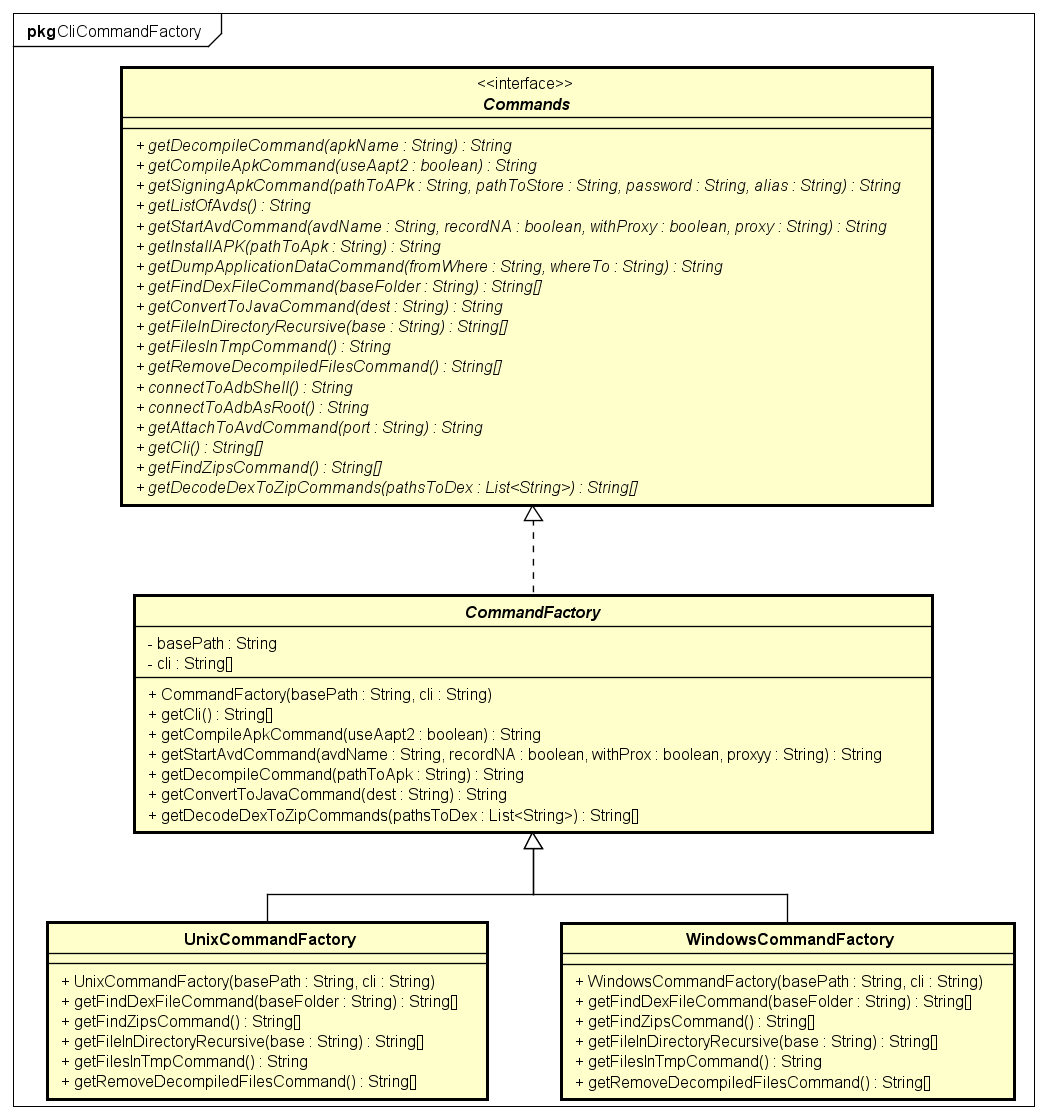 pkg CliCommandFactory
<<interface>>
Commands
+ getDecompileCommand(apkName : String) : String
+ getCompileApkCommand(useAapt2 : boolean) : String
+ getSigningApkCommand(pathToAPk : String, pathToStore : String, password : String, alias : String) : String
+ getListOfAvds() : String
+ getStartAvdCommand(avdName : String, recordNA : boolean, withProxy : boolean, proxy : String) : String
+ getInstallAPK(pathToApk : String) : String
+ getDumpApplicationDataCommand(fromWhere : String, whereTo : String) : String
+ getFindDexFileCommand(baseFolder : String) : String[]
+ getConvertToJavaCommand(dest : String) : String
+ getFileInDirectoryRecursive(base : String) : String[]
+ getFilesInTmpCommand() : String
+ getRemoveDecompiledFilesCommand() : String[]
+ connectToAdbShell() : String
+ connectToAdbAsRoot() : String
+ getAttachToAvdCommand(port : String) : String
+ getCli() : String[]
+ getFindZipsCommand() : String[]
+ getDecodeDexToZipCommands(pathsToDex : List<String>) : String[]
CommandFactory
- basePath : String
- cli : String[]
+ CommandFactory(basePath : String, cli : String)
+ getCli() : String[]
+ getCompileApkCommand(useAapt2 : boolean) : String
+ getStartAvdCommand(avdName : String, recordNA : boolean, withProx : boolean, proxyy : String) : String
+ getDecompileCommand(pathToApk : String) : String
+ getConvertToJavaCommand(dest : String) : String
+ getDecodeDexToZipCommands(pathsToDex : List<String>) : String[]
UnixCommandFactory
+ UnixCommandFactory(basePath : String, cli : String)
+ getFindDexFileCommand(baseFolder : String) : String[]
+ getFindZipsCommand() : String[]
+ getFileInDirectoryRecursive(base : String) : String[]
+ getFilesInTmpCommand() : String
+ getRemoveDecompiledFilesCommand() : String[]
WindowsCommandFactory
+ WindowsCommandFactory(basePath : String, cli : String)
+ getFindDexFileCommand(baseFolder : String) : String[]
+ getFindZipsCommand() : String[]
+ getFileInDirectoryRecursive(base : String) : String[]
+ getFilesInTmpCommand() : String
+ getRemoveDecompiledFilesCommand() : String[]